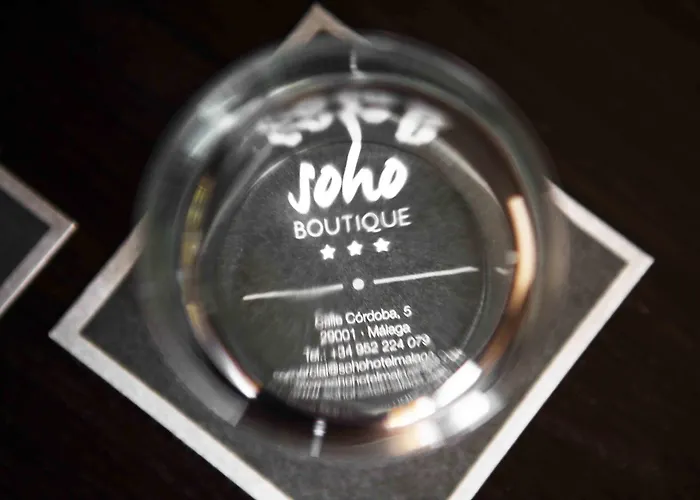 soho
BOUTIQUE
Calle Córdoba, 5
29001 · Málaga
Tel.: +34 952 224 079